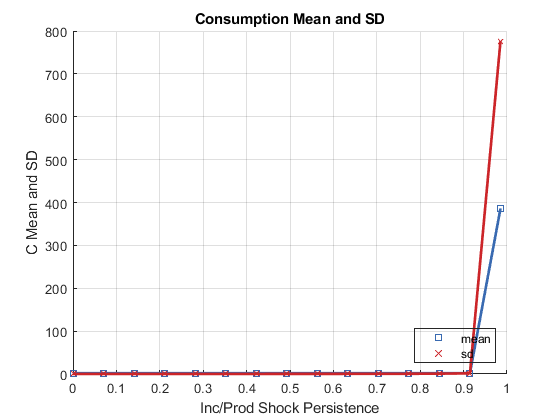 Consumption Mean and SD
800
700
600
500
400
300
200
100
0
C Mean and SD
mean
sd
0 0.1 0.2 0.3 0.4 0.5 0.6 0.7 0.8 0.9 1
Inc/Prod Shock Persistence